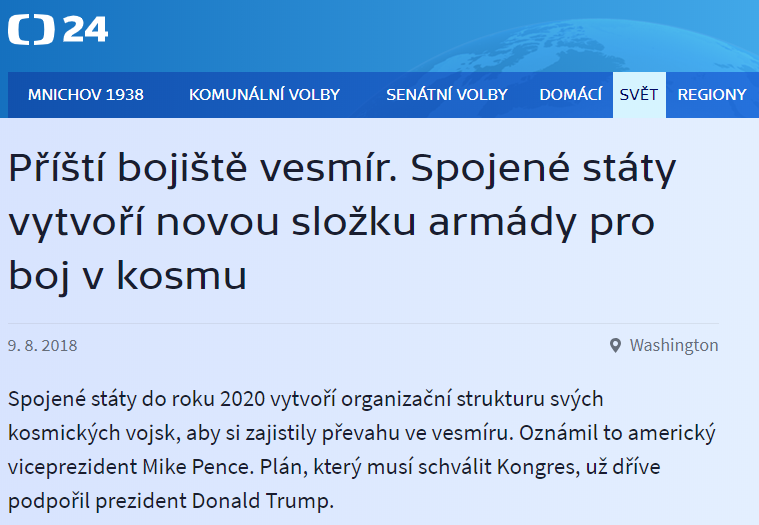 24
MNICHOV 1938 KOMUNÁLNÍ VOLBY SENÁTNÍ VOLBY DOMÁCÍ SVĚT REGIONY
Příští bojiště vesmír. Spojené státy
vytvoří novou složku armády pro
boj v kosmu
9. 8. 2018 Washington
Spojené státy do roku 2020 vytvoří organizační strukturu svých
kosmických vojsk, aby si zajistily převahu ve vesmíru. Oznámil to americký
viceprezident Mike Pence. Plán, který musí schválit Kongres, už dříve
podpořil prezident Donald Trump.